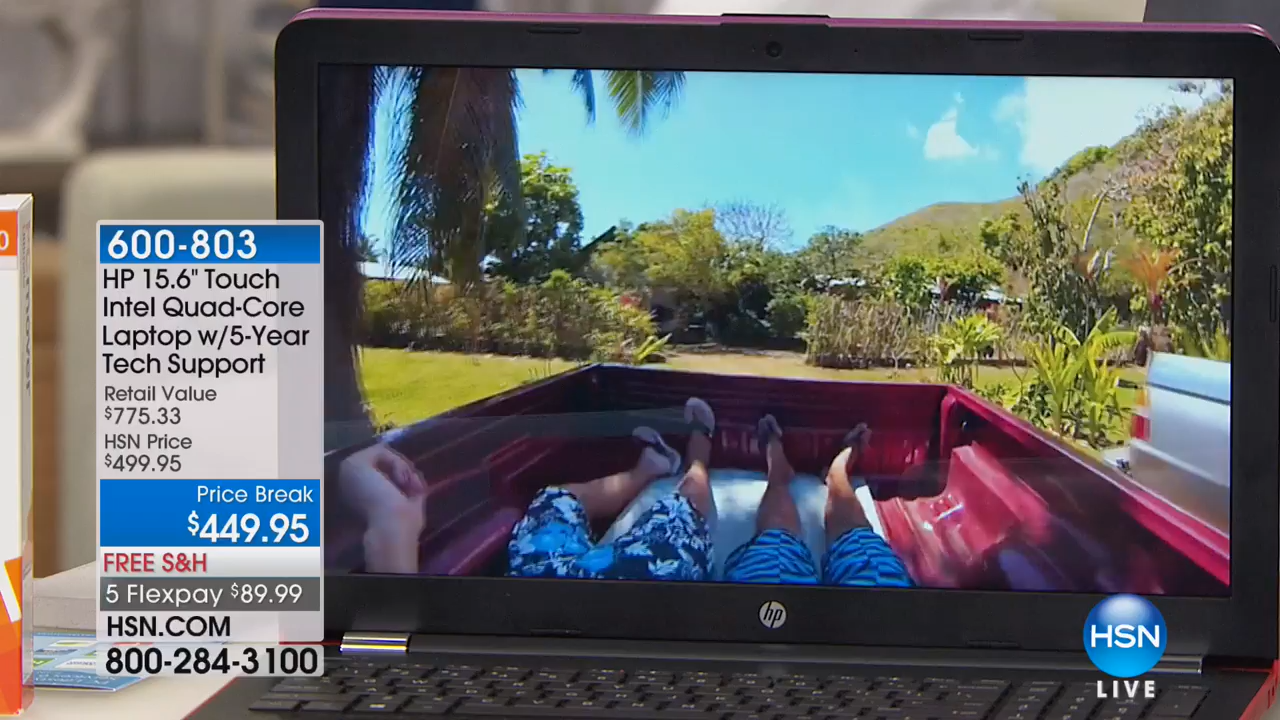 600-803
HP 15.6" Touch
Intel Quad-Core
Laptop w/5-Year
Tech Support
Retail Value
$775.33
HSN Price
$499.95
Price Break
$449.95
FREE S&H
5 Flexpay $89.99
HSN.COM
800-284-3100
hp
HSN
LIVE